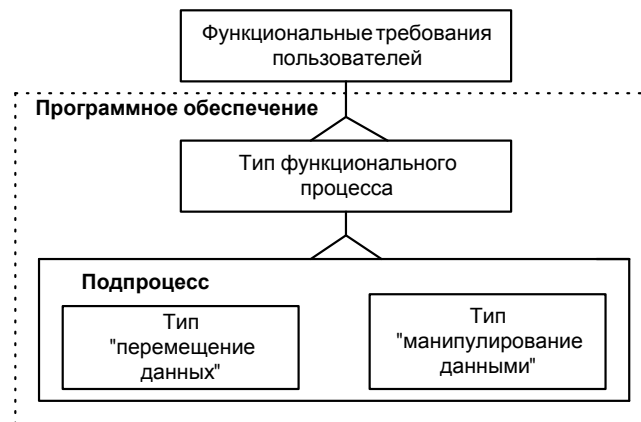 Функциональные требования
пользователей
Программное обеспечение
Тип функционального
процесса
Подпроцесс
Тип
"перемещение
данных"
Тип
"манипулирование
данными"